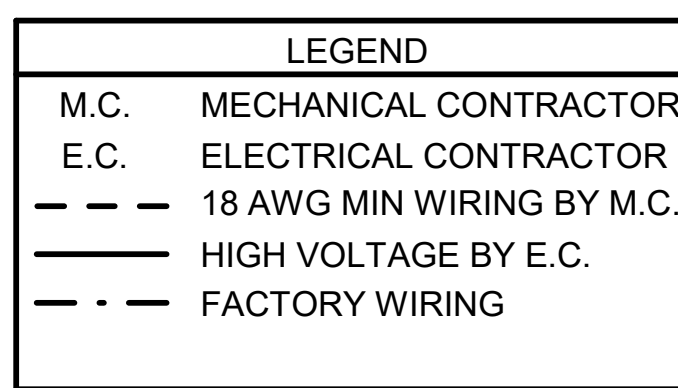 LEGEND
M.C. MECHANICAL CONTRACTOR
E.C. ELECTRICAL CONTRACTOR
18 AWG MIN WIRING BY M.C.
HIGH VOLTAGE BY E.C.
FACTORY WIRING